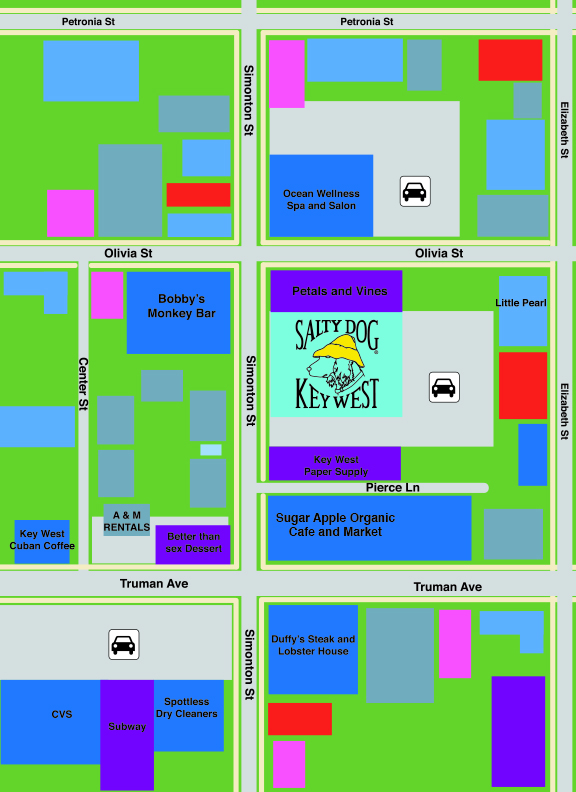 Petronia St
Petronia St
Simonton St
Elizabeth St
Ocean Wellness
Spa and Salon
Olivia St
Olivia St
Bobby's
Monkey Bar
Petals and Vines
Little Pearl
SALTY DOG
KEY WEST
®
Center St
Simonton St
Elizabeth St
Key West
Paper Supply
Pierce Ln
A & M
RENTALS
Sugar Apple Organic
Cafe and Market
Key West
Cuban Coffee
Better than
sex Dessert
Truman Ave
Truman Ave
Simonton St
Duffy's Steak and
Lobster House
CVS
Subway
Spottless
Dry Cleaners